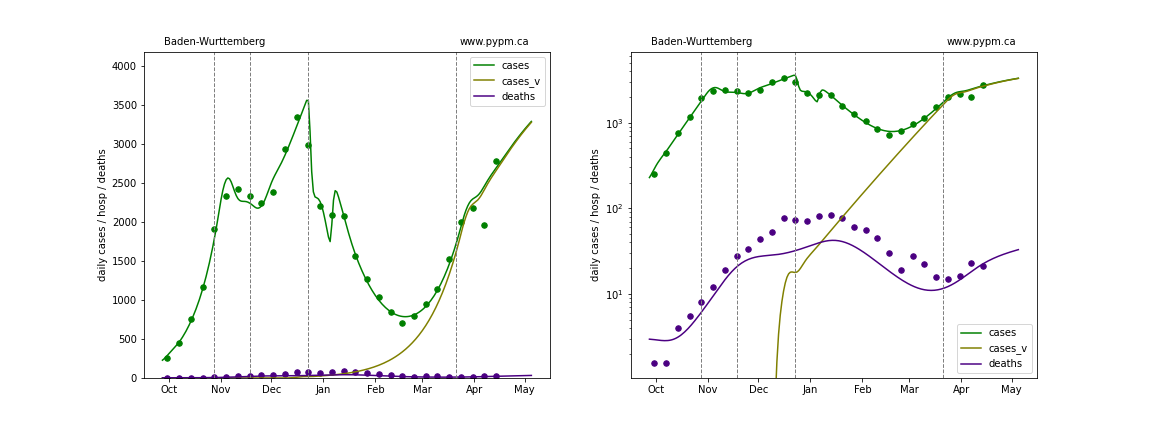 Baden-Wurttemberg www.pypm.ca
daily cases / hosp / deaths
4000
3500
3000
2500
2000
1500
1000
500
0
Oct Nov Dec Jan Feb Mar Apr May
cases
cases_v
deaths
Baden-Wurttemberg www.pypm.ca
daily cases / hosp / deaths
10³
10²
10¹
Oct Nov Dec Jan Feb Mar Apr May
cases
cases_v
deaths